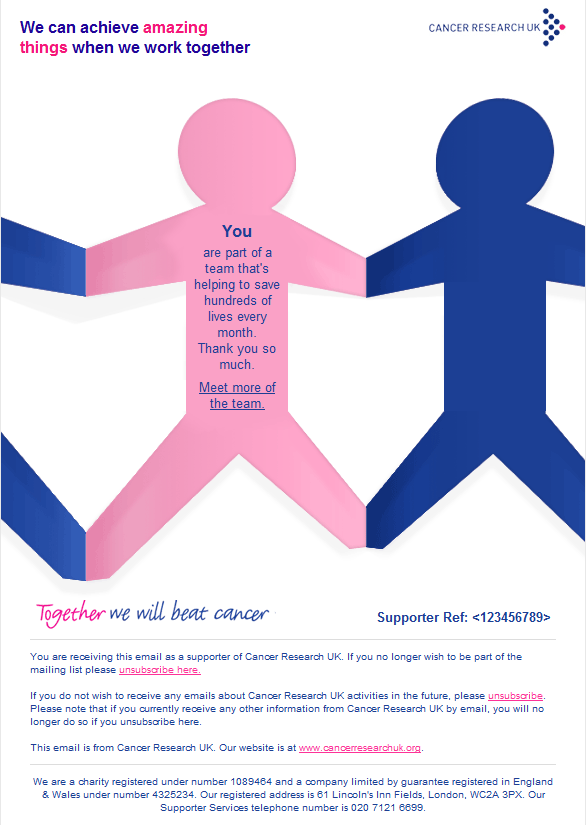 We can achieve amazing
things when we work together
CANCER RESEARCH UK
You
are part of a
team that's
helping to save
hundreds of
lives every
month.
Thank you so
much.
Meet more of
the team.
Together we will beat cancer
Supporter Ref: <123456789>
You are receiving this email as a supporter of Cancer Research UK. If you no longer wish to be part of the
mailing list please unsubscribe here.
If you do not wish to receive any emails about Cancer Research UK activities in the future, please unsubscribe.
Please note that if you currently receive any other information from Cancer Research UK by email, you will no
longer do so if you unsubscribe here.
This email is from Cancer Research UK. Our website is at www.cancerresearchuk.org.
We are a charity registered under number 1089464 and a company limited by guarantee registered in England
& Wales under number 4325234. Our registered address is 61 Lincoln's Inn Fields, London, WC2A 3PX. Our
Supporter Services telephone number is 020 7121 6699.